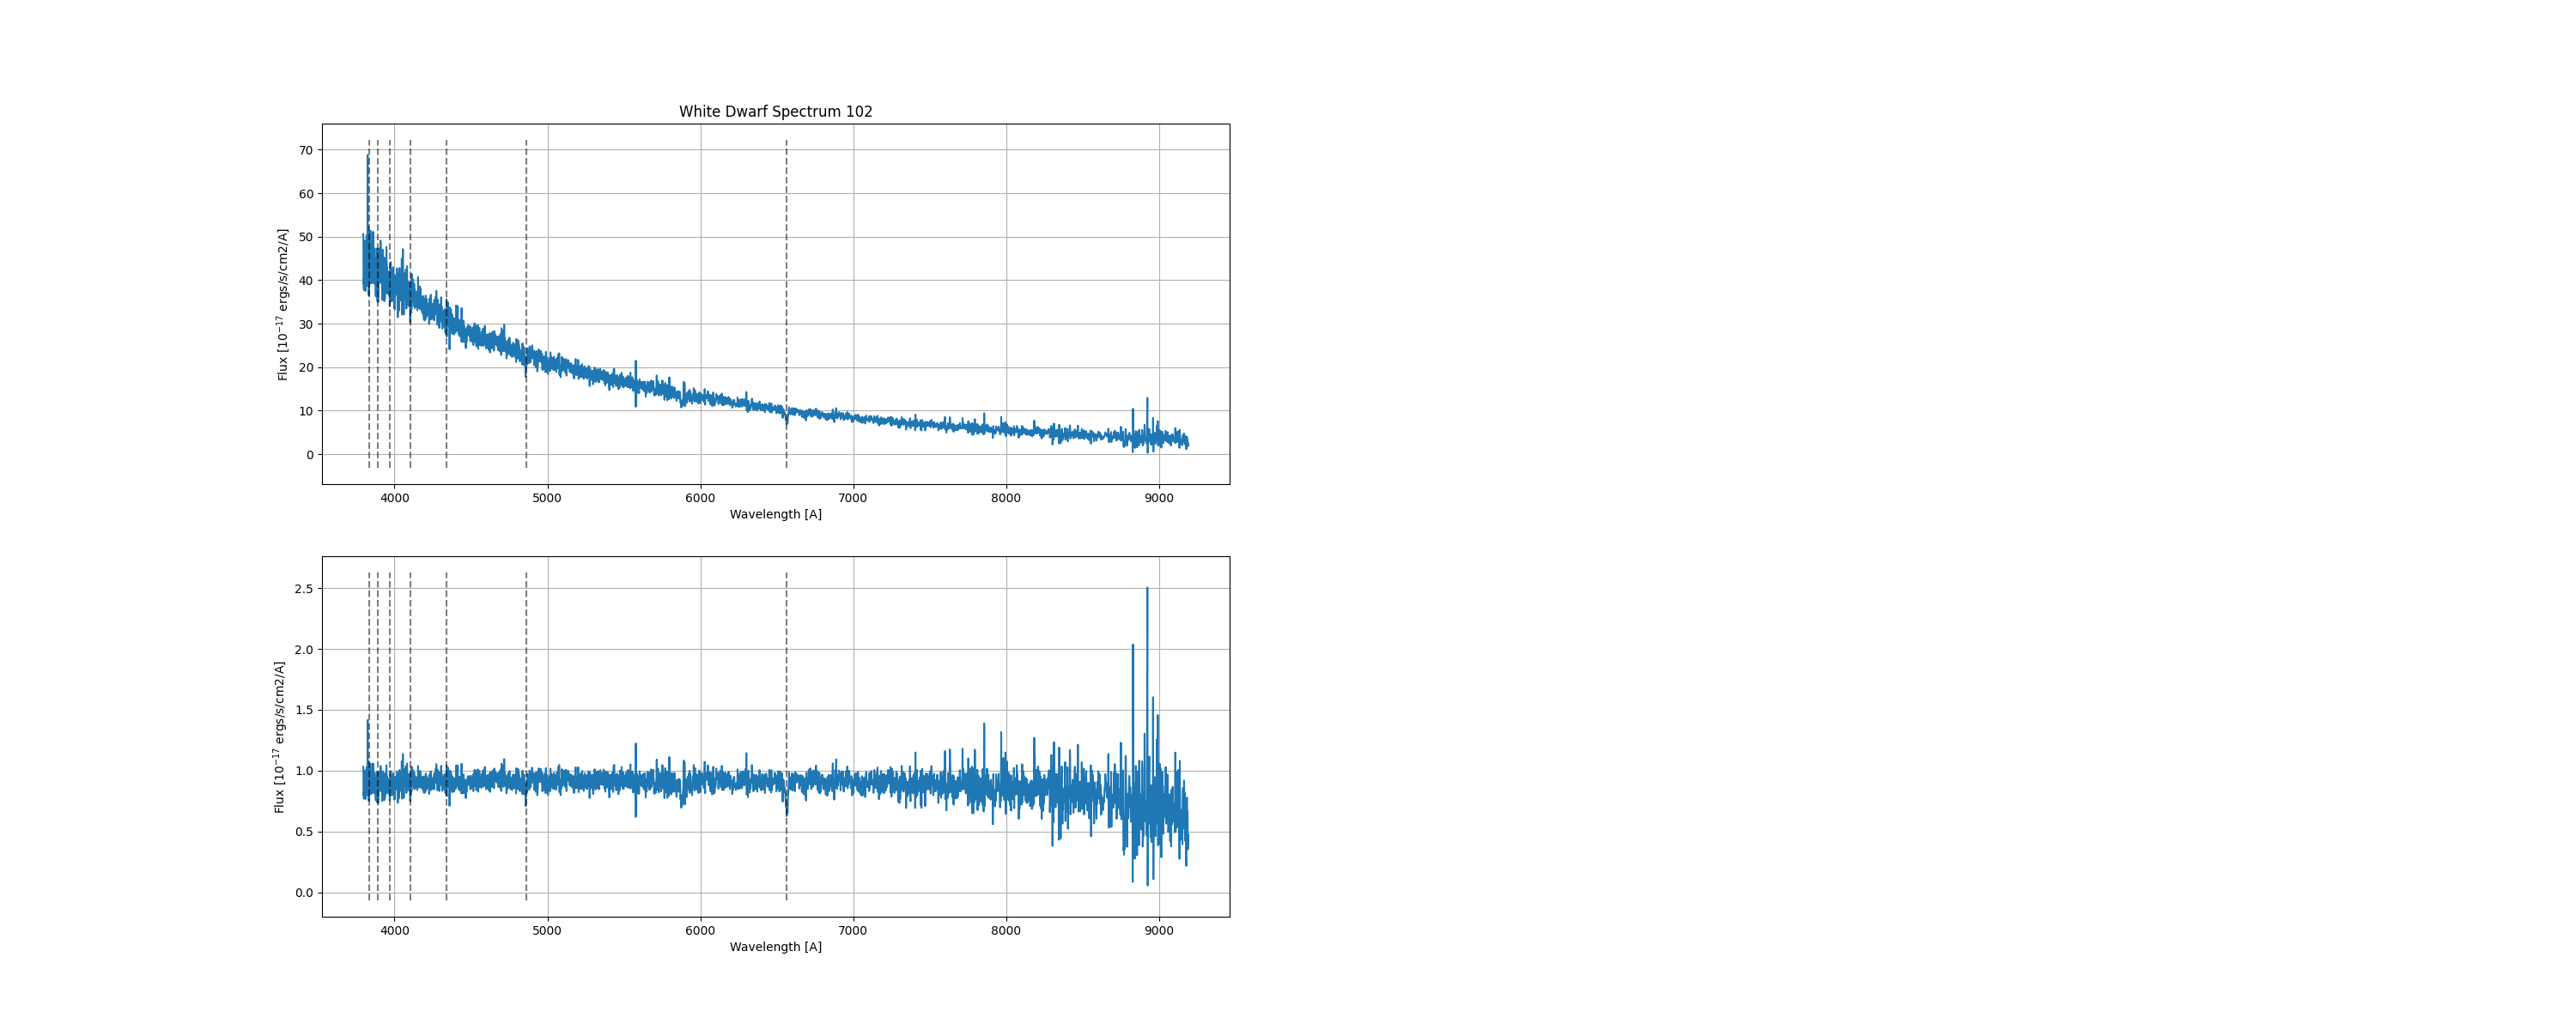 White Dwarf Spectrum 102
70
60
50
40
30
20
10
0
Flux [10⁻¹⁷ ergs/s/cm2/A]
4000 5000 6000 7000 8000 9000
Wavelength [A]
2.5
2.0
1.5
1.0
0.5
0.0
Flux [10⁻¹⁷ ergs/s/cm2/A]
4000 5000 6000 7000 8000 9000
Wavelength [A]